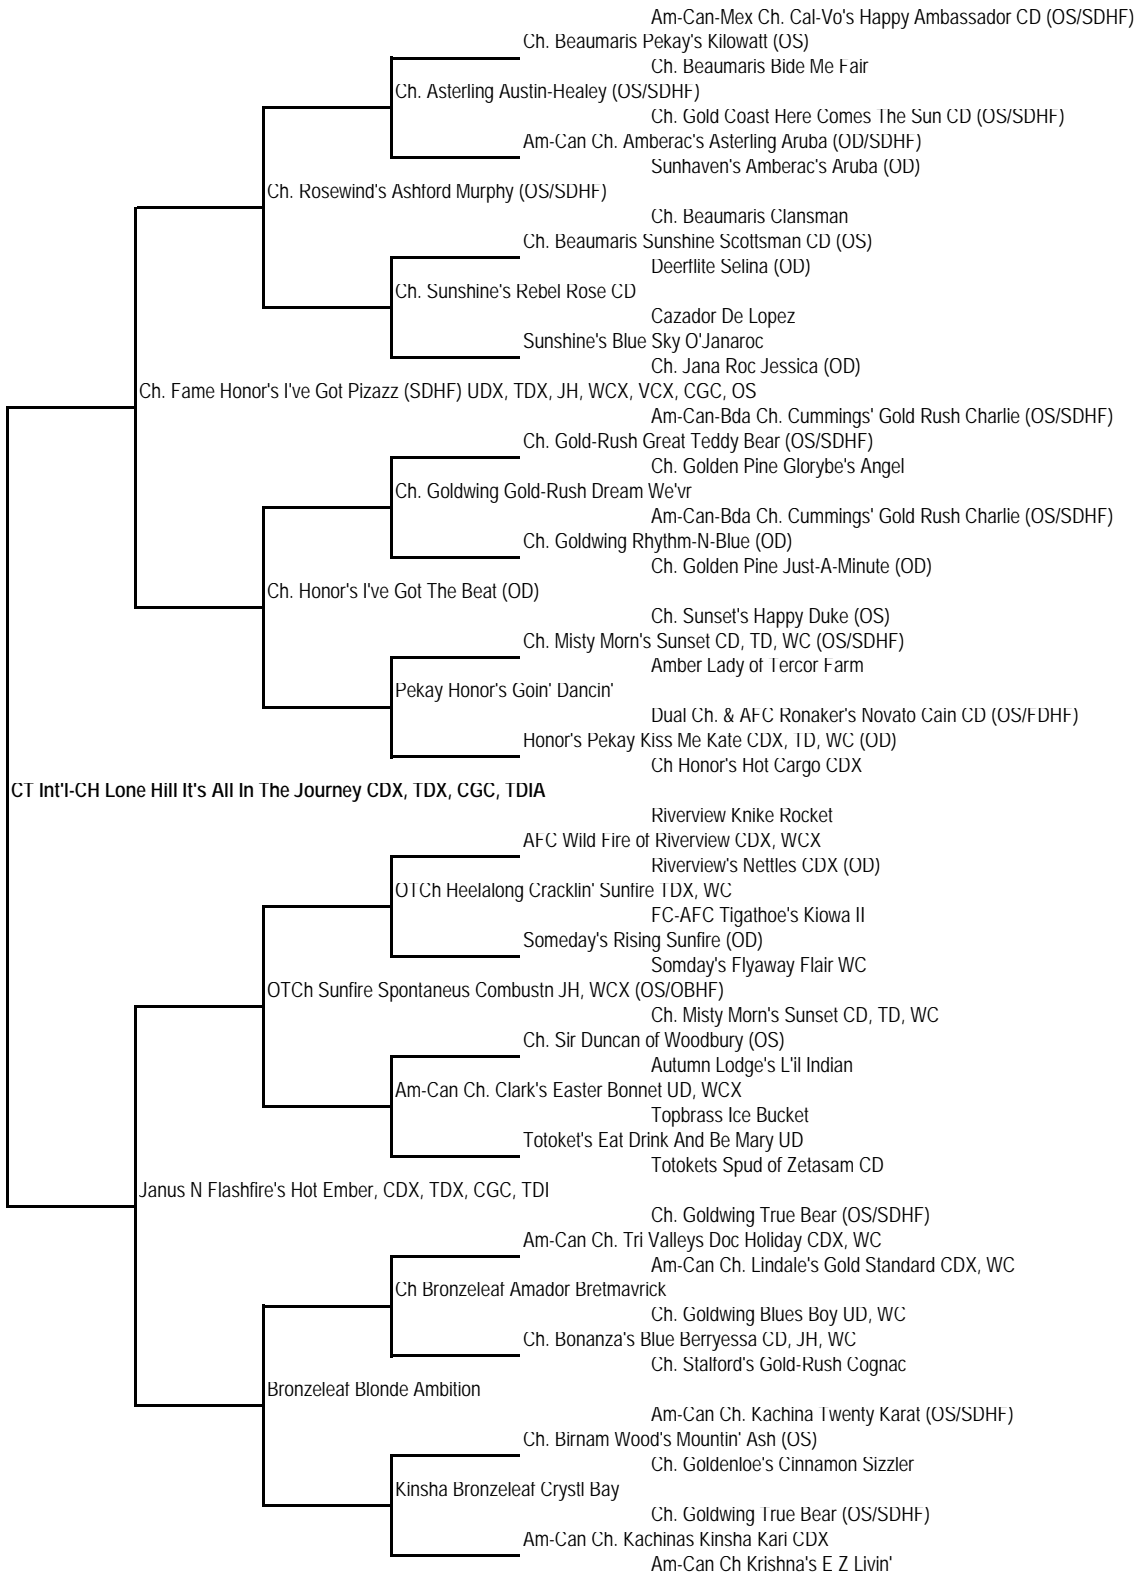 Am-Can-Mex Ch. Cal-Vo's Happy Ambassador CD (OS/SDHF)
Ch. Beaumaris Pekay's Kilowatt (OS)
Ch. Beaumaris Bide Me Fair
Ch. Asterling Austin-Healey (OS/SDHF)
Ch. Gold Coast Here Comes The Sun CD (OS/SDHF)
Am-Can Ch. Amberac's Asterling Aruba (OD/SDHF)
Sunhaven's Amberac's Aruba (OD)
Ch. Rosewind's Ashford Murphy (OS/SDHF)
Ch. Beaumaris Clansman
Ch. Beaumaris Sunshine Scottsman CD (OS)
Deerflite Selina (OD)
Ch. Sunshine's Rebel Rose CD
Cazador De Lopez
Sunshine's Blue Sky O'Janaroc
Ch. Jana Roc Jessica (OD)
Ch. Fame Honor's I've Got Pizazz (SDHF) UDX, TDX, JH, WCX, VCX, CGC, OS
Am-Can-Bda Ch. Cummings' Gold Rush Charlie (OS/SDHF)
Ch. Gold-Rush Great Teddy Bear (OS/SDHF)
Ch. Golden Pine Glorybe's Angel
Ch. Goldwing Gold-Rush Dream We'vr
Am-Can-Bda Ch. Cummings' Gold Rush Charlie (OS/SDHF)
Ch. Goldwing Rhythm-N-Blue (OD)
Ch. Golden Pine Just-A-Minute (OD)
Ch. Honor's I've Got The Beat (OD)
Ch. Sunset's Happy Duke (OS)
Ch. Misty Morn's Sunset CD, TD, WC (OS/SDHF)
Amber Lady of Tercor Farm
Pekay Honor's Goin' Dancin'
Dual Ch. & AFC Ronaker's Novato Cain CD (OS/FDHF)
Honor's Pekay Kiss Me Kate CDX, TD, WC (OD)
Ch Honor's Hot Cargo CDX
CT Int'l-CH Lone Hill It's All In The Journey CDX, TDX, CGC, TDIA
Riverview Knike Rocket
AFC Wild Fire of Riverview CDX, WCX
Riverview's Nettles CDX (OD)
OTCh Heelalong Cracklin' Sunfire TDX, WC
FC-AFC Tigathoe's Kiowa II
Someday's Rising Sunfire (OD)
Somday's Flyaway Flair WC
OTCh Sunfire Spontaneus Combustn JH, WCX (OS/OBHF)
Ch. Misty Morn's Sunset CD, TD, WC
Ch. Sir Duncan of Woodbury (OS)
Autumn Lodge's L'il Indian
Am-Can Ch. Clark's Easter Bonnet UD, WCX
Topbrass Ice Bucket
Totoket's Eat Drink And Be Mary UD
Totokets Spud of Zetasam CD
Janus N Flashfire's Hot Ember, CDX, TDX, CGC, TDI
Ch. Goldwing True Bear (OS/SDHF)
Am-Can Ch. Tri Valleys Doc Holiday CDX, WC
Am-Can Ch. Lindale's Gold Standard CDX, WC
Ch Bronzeleaf Amador Bretmavrick
Ch. Goldwing Blues Boy UD, WC
Ch. Bonanza's Blue Berryessa CD, JH, WC
Ch. Stalford's Gold-Rush Cognac
Bronzeleaf Blonde Ambition
Am-Can Ch. Kachina Twenty Karat (OS/SDHF)
Ch. Birnam Wood's Mountin' Ash (OS)
Ch. Goldenloe's Cinnamon Sizzler
Kinsha Bronzeleaf Crystl Bay
Ch. Goldwing True Bear (OS/SDHF)
Am-Can Ch. Kachinas Kinsha Kari CDX
Am-Can Ch Krishna's E Z Livin'